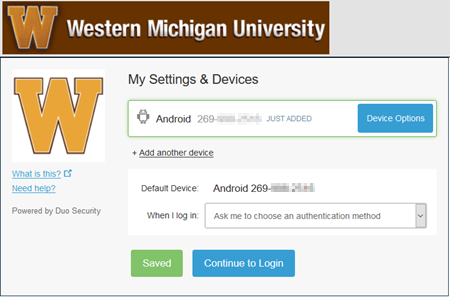 W Western Michigan University
W
What is this?
Need help?
Powered by Duo Security
My Settings & Devices
Android 269- JUST ADDED Device Options
+ Add another device
Default Device: Android 269-
When I log in: Ask me to choose an authentication method
Saved Continue to Login